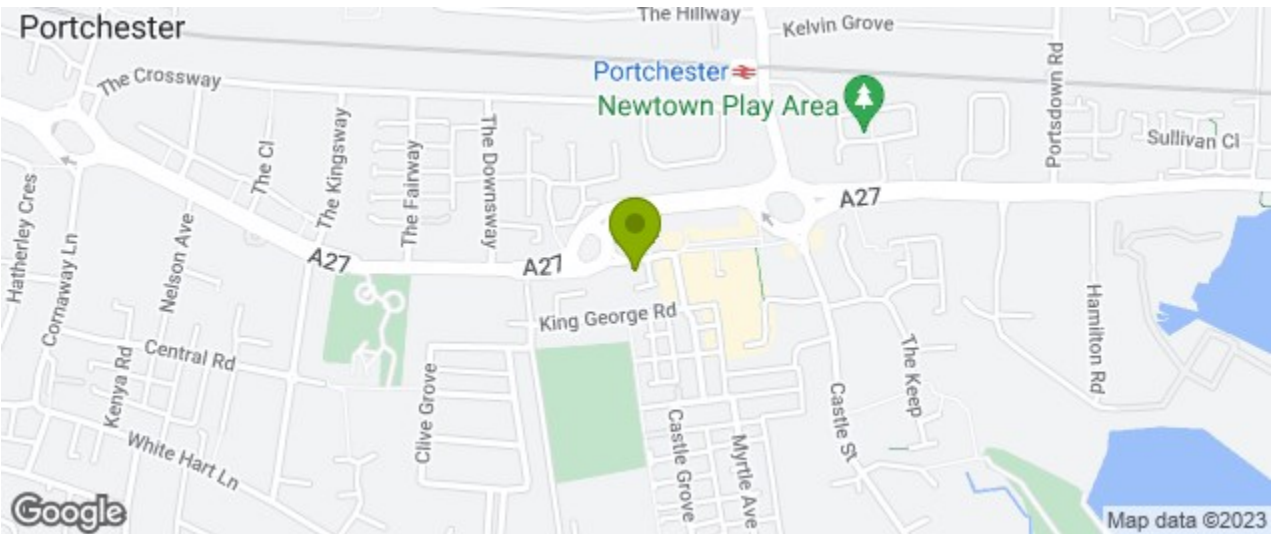 Portchester
The Hillway
Kelvin Grove
Portchester
Newtown Play Area
Portsdown Rd
Sullivan Cl
The Crossway
The Cl
The Kingsway
The Fairway
The Downsway
A27
A27
A27
Hatherley Cres
Cornaway Ln
Nelson Ave
King George Rd
Central Rd
Kenya Rd
White Hart Ln
Clive Grove
Castle Grove
Myrtle Ave
Castle St
The Keep
Hamilton Rd
Google
Map data ©2023